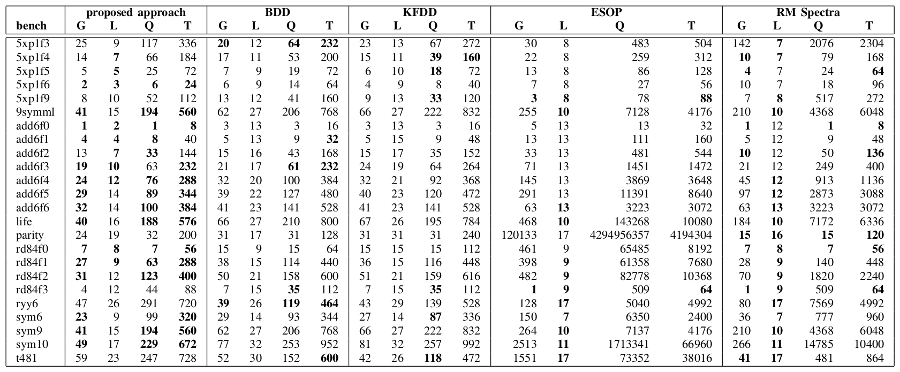 proposed approach BDD KFDD ESOP RM Spectra
bench G L Q T G L Q T G L Q T G L Q T G L Q T
5xp1f3 25 9 117 336 20 12 64 232 23 13 67 272 30 8 483 504 142 7 2076 2304
5xp1f4 14 7 66 184 17 11 53 200 15 11 39 160 22 8 259 312 10 7 79 168
5xp1f5 5 5 25 72 7 9 19 72 6 10 18 72 13 8 86 128 4 7 24 64
5xp1f6 2 3 6 24 6 9 14 64 4 9 8 40 7 8 27 56 10 7 18 96
5xp1f9 8 10 52 112 13 12 41 160 9 13 33 120 3 8 78 88 7 8 517 272
9symml 41 15 194 560 62 27 206 768 66 27 222 832 255 10 7128 4176 210 10 4368 6048
add6f0 1 2 1 8 3 13 3 16 3 13 3 16 5 13 13 32 1 12 1 8
add6f1 4 4 8 40 5 13 9 32 5 15 9 48 13 13 111 160 5 12 9 48
add6f2 13 7 33 144 15 16 43 168 15 17 35 152 33 13 481 544 10 12 50 136
add6f3 19 10 63 232 21 17 61 232 24 19 64 264 71 13 1451 1472 21 12 249 400
add6f4 24 12 76 288 32 20 100 384 32 21 92 368 145 13 3869 3648 45 12 913 1136
add6f5 29 14 89 344 39 22 127 480 40 23 120 472 291 13 11391 8640 97 12 2873 3088
add6f6 32 14 100 384 41 23 141 528 41 23 141 528 63 13 3223 3072 63 13 3223 3072
life 40 16 188 576 66 27 210 800 67 26 195 784 468 10 143268 10080 184 10 7172 6336
parity 24 19 32 200 31 17 31 128 31 31 31 240 120133 17 4294956357 4194304 15 16 15 120
rd84f0 7 8 7 56 15 9 15 64 15 15 15 112 461 9 65485 8192 7 8 7 56
rd84f1 27 9 63 288 38 15 114 440 36 15 116 448 398 9 61358 7680 28 9 140 448
rd84f2 31 12 123 400 50 21 158 600 51 21 159 616 482 9 82778 10368 70 9 1820 2240
rd84f3 4 12 44 88 7 15 35 112 7 15 35 112 1 9 509 64 1 9 509 64
ryy6 47 26 291 720 39 26 119 464 43 29 139 528 128 17 5040 4992 80 17 7569 4992
sym6 23 9 99 320 29 14 93 344 27 14 87 336 150 7 6350 2400 36 7 777 960
sym9 41 15 194 560 62 27 206 768 66 27 222 832 264 10 7137 4176 210 10 4368 6048
sym10 49 17 229 672 77 32 253 952 81 32 257 992 2513 11 1713341 66960 266 11 14785 10400
t481 59 23 247 728 52 30 152 600 42 26 118 472 1551 17 73352 38016 41 17 481 864